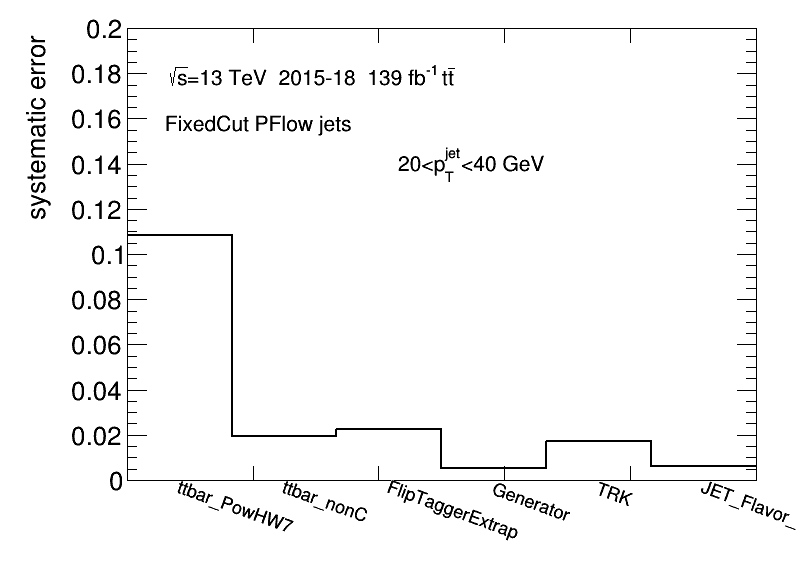 systematic error
0.2
0.18
0.16
0.14
0.12
0.1
0.08
0.06
0.04
0.02
0
√s=13 TeV 2015-18 139 fb⁻¹ tt̄
FixedCut PFlow jets
20<p_T^jet<40 GeV
ttbar_PowHW7
ttbar_nonC
FlipTaggerExtrap
Generator
TRK
JET_Flavor_